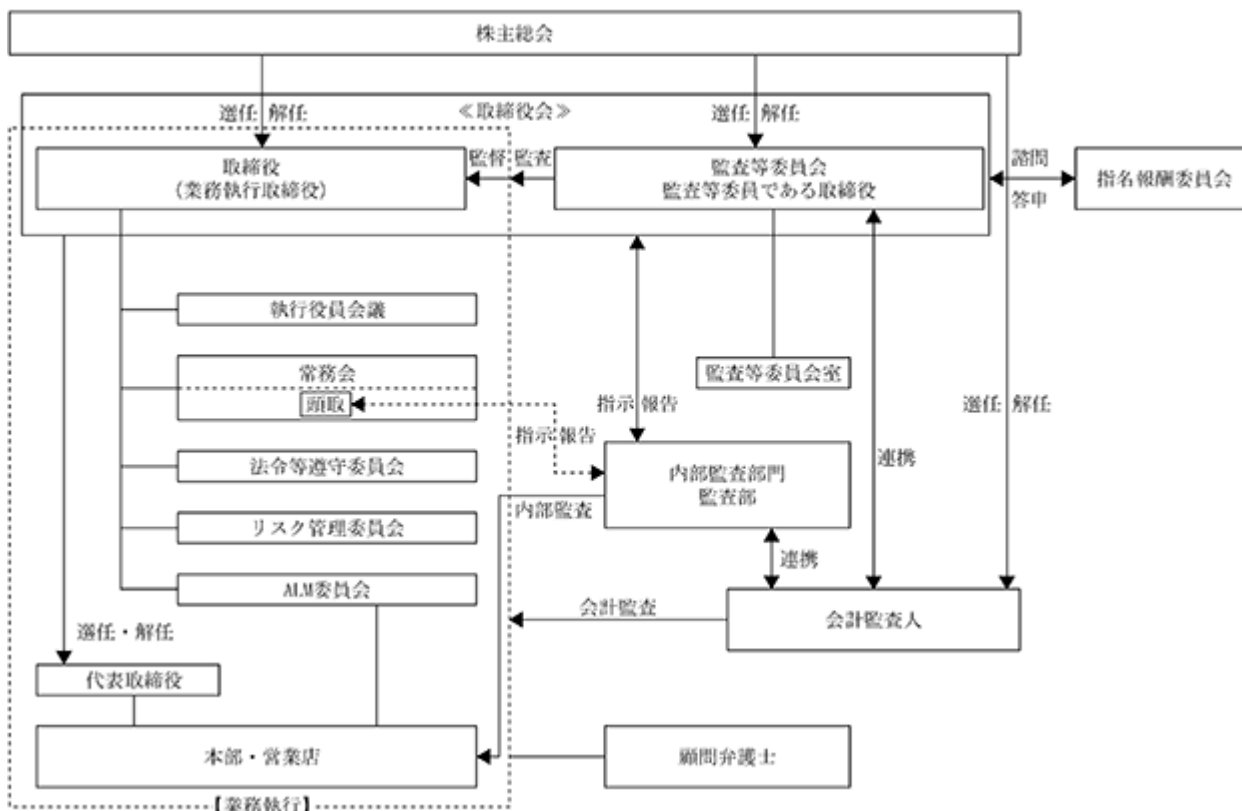 株主総会
選任 解任
≪取締役会≫
選任 解任
取締役
(業務執行取締役)
監督 監査
監査等委員会
監査等委員である取締役
諮問
答申
指名報酬委員会
執行役員会議
常務会
頭取
監査等委員会室
指示 報告
選任 解任
指示 報告
法令等遵守委員会
内部監査部門
監査部
連携
内部監査
リスク管理委員会
連携
ALM委員会
会計監査
会計監査人
選任・解任
代表取締役
本部・営業店
顧問弁護士
【業務執行】